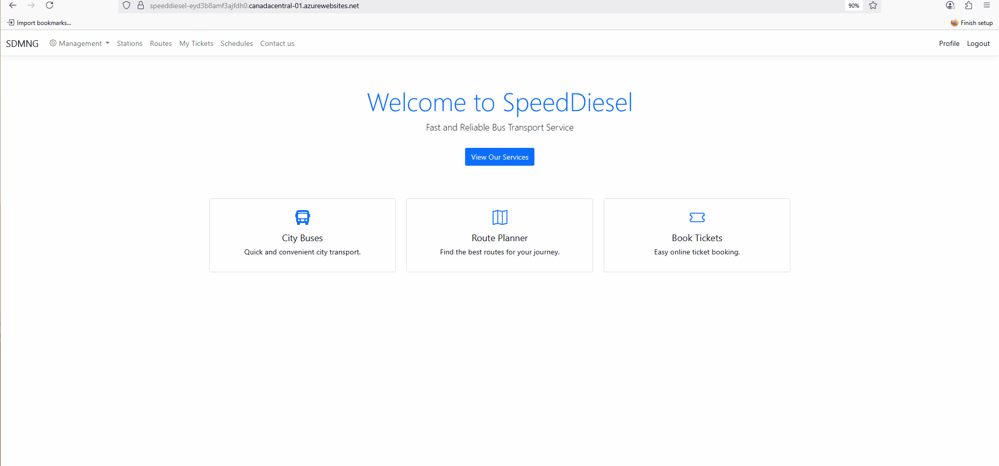 speeddiesel-eyd3b8amf3ajfdh0.canadacentral-01.azurewebsites.net 90%
Import bookmarks... Finish setup
SDMNG Management Stations Routes My Tickets Schedules Contact us Profile Logout
Welcome to SpeedDiesel
Fast and Reliable Bus Transport Service
View Our Services
City Buses
Quick and convenient city transport.
Route Planner
Find the best routes for your journey.
Book Tickets
Easy online ticket booking.